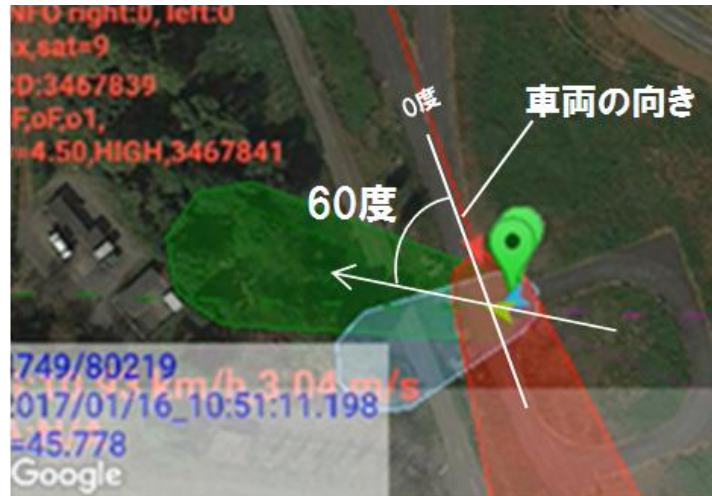 NFO right:0, left:0
x,sat=9
D:3467839
F,oF,o1,
=4.50,HIGH,3467841
0度
車両の向き
60度
4749/80219
km/h 3.04 m/s
2017/01/16_10:51:11.198
=45.778
Google